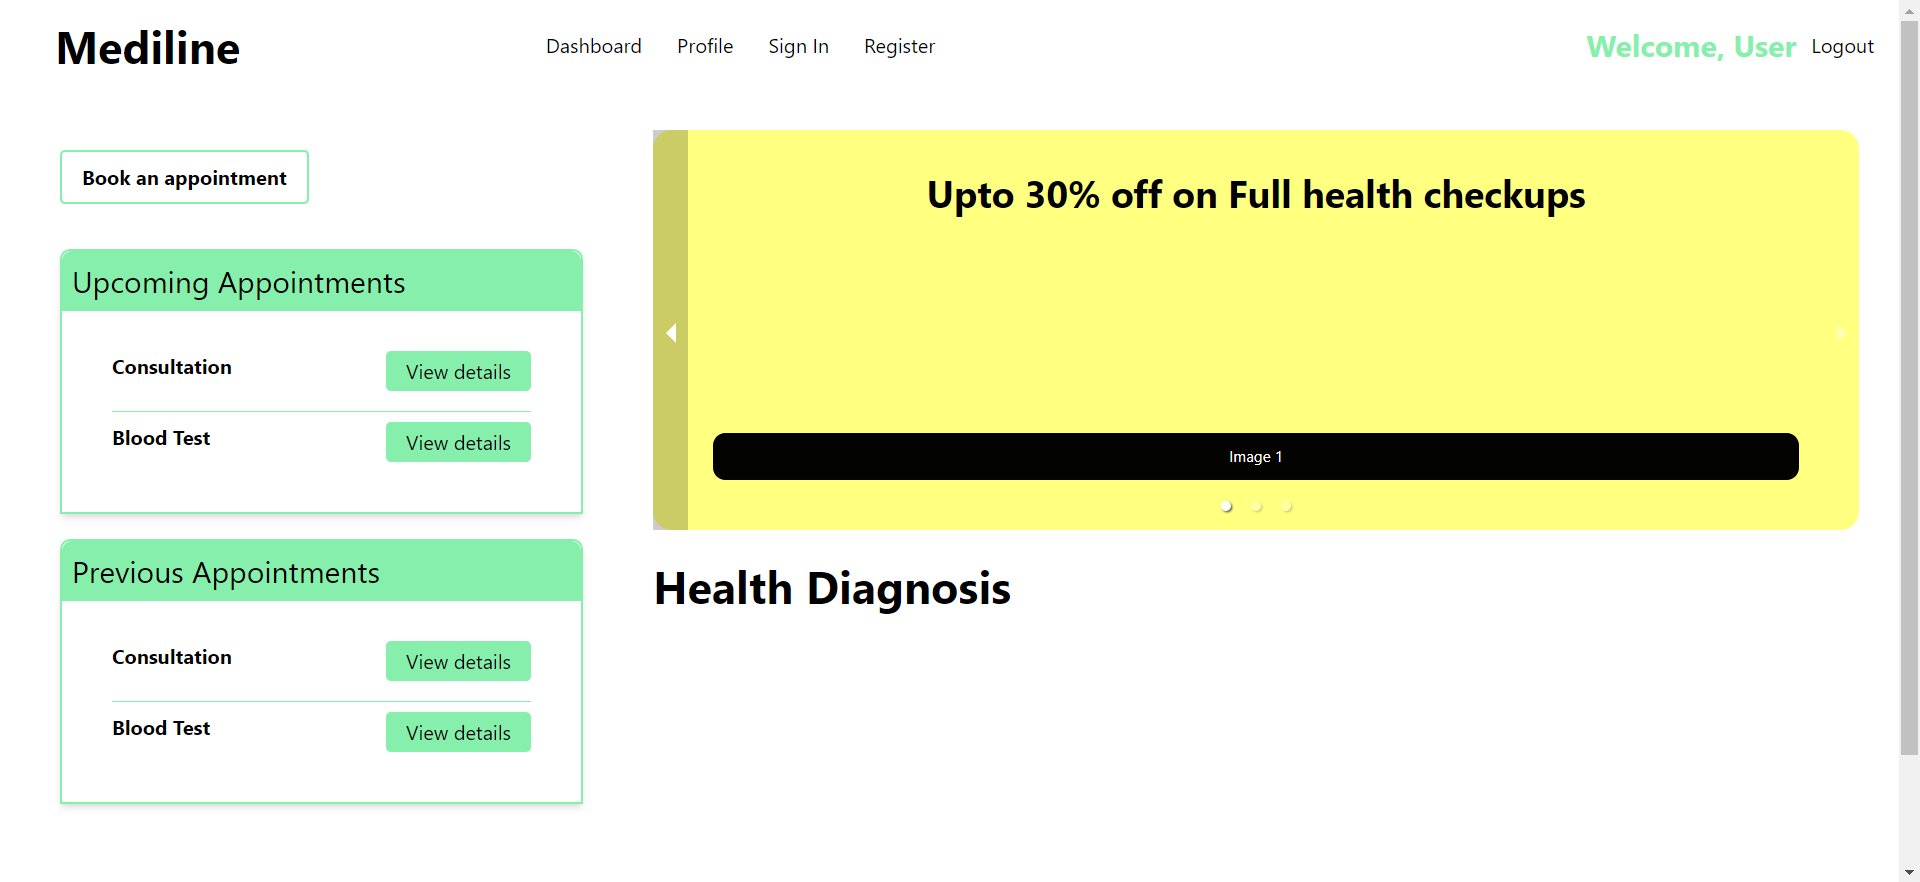 Mediline
Dashboard Profile Sign In Register
Welcome, User Logout
Book an appointment
Upcoming Appointments
Consultation View details
Blood Test View details
Previous Appointments
Consultation View details
Blood Test View details
Upto 30% off on Full health checkups
Image 1
Health Diagnosis